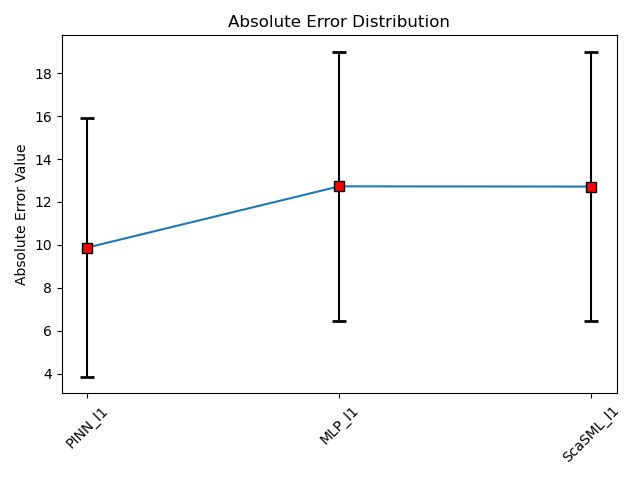 Absolute Error Distribution
Absolute Error Value
18
16
14
12
10
8
6
4
PINN_l1
MLP_l1
ScaSML_l1